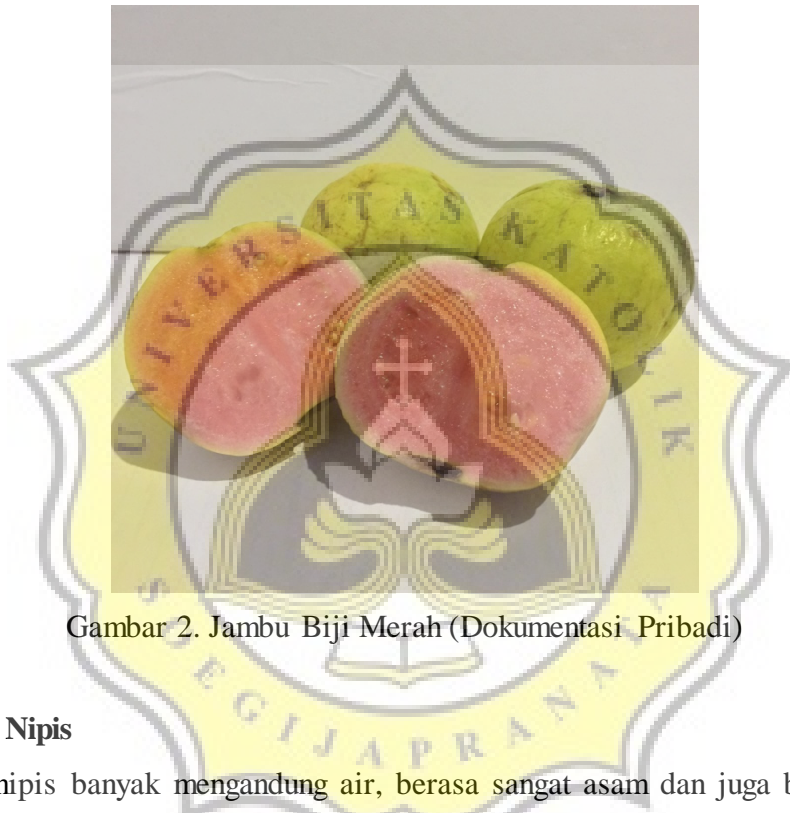 UNIVERSITAS KATOLIK
SOEGIJAPRANATA
Gambar 2. Jambu Biji Merah (Dokumentasi Pribadi)
Nipis
banyak mengandung air, berasa sangat asam dan juga